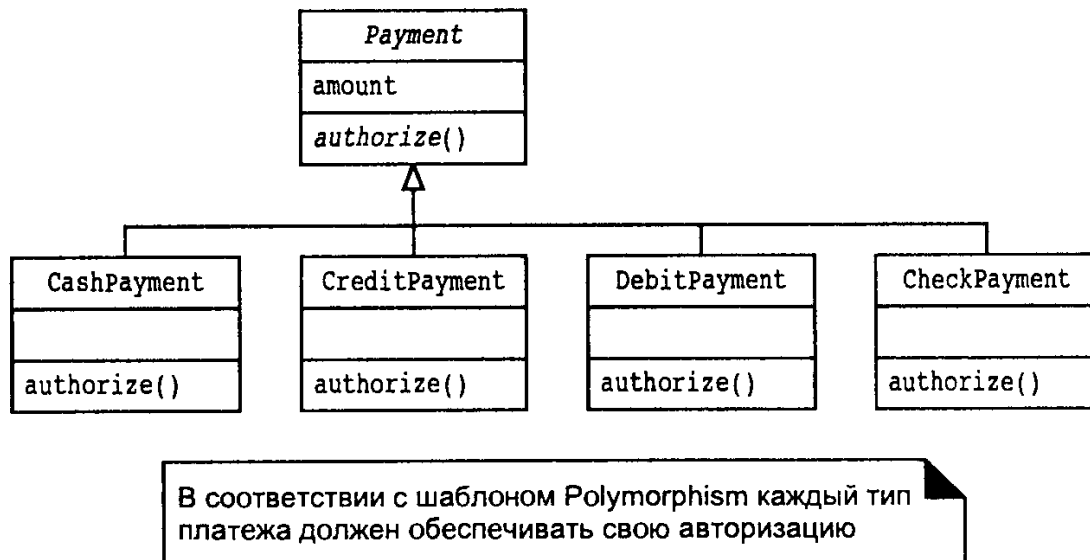 Payment
amount
authorize()
CashPayment
CreditPayment
DebitPayment
CheckPayment
authorize()
authorize()
authorize()
authorize()
В соответствии с шаблоном Polymorphism каждый тип
платежа должен обеспечивать свою авторизацию